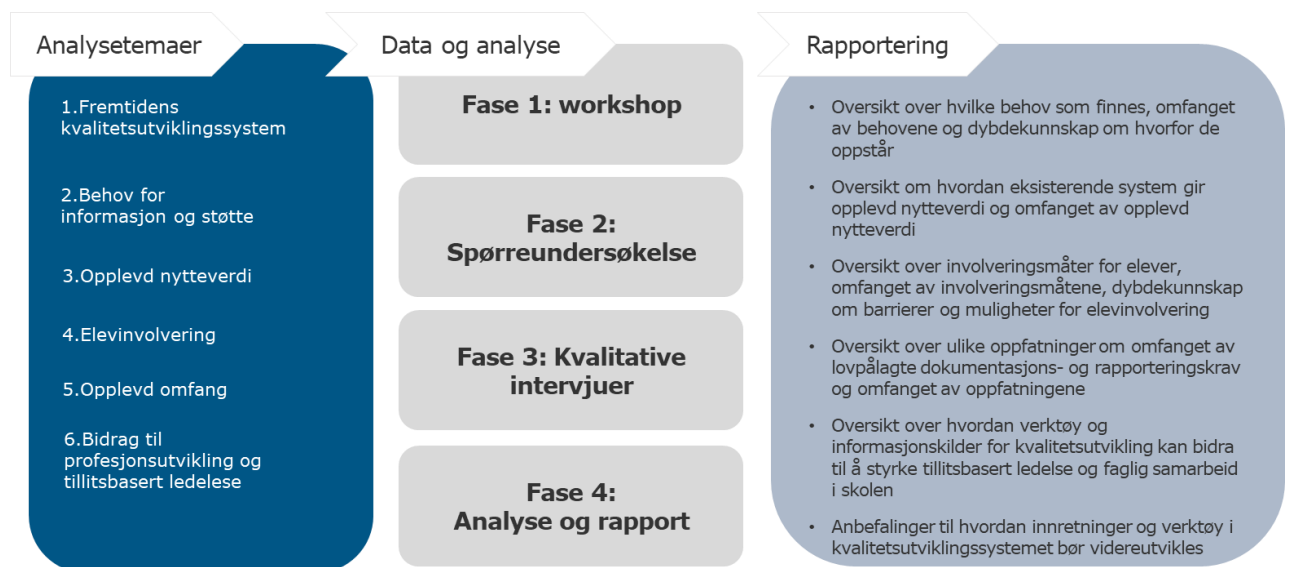 Analysetemaer
1.Fremtidens
kvalitetsutviklingssystem
2.Behov for
informasjon og støtte
3.Opplevd nytteverdi
4.Elevinvolvering
5.Opplevd omfang
6.Bidrag til
profesjonsutvikling og
tillitsbasert ledelese
Data og analyse
Fase 1: workshop
Fase 2:
Spørreundersøkelse
Fase 3: Kvalitative
intervjuer
Fase 4:
Analyse og rapport
Rapportering
• Oversikt over hvilke behov som finnes, omfanget
av behovene og dybdekunnskap om hvorfor de
oppstår
• Oversikt om hvordan eksisterende system gir
opplevd nytteverdi og omfanget av opplevd
nytteverdi
• Oversikt over involveringsmåter for elever,
omfanget av involveringsmåtene, dybdekunnskap
om barrierer og muligheter for elevinvolvering
• Oversikt over ulike oppfatninger om omfanget av
lovpålagte dokumentasjons- og rapporteringskrav
og omfanget av oppfatningene
• Oversikt over hvordan verktøy og
informasjonskilder for kvalitetsutvikling kan bidra
til å styrke tillitsbasert ledelse og faglig samarbeid
i skolen
• Anbefalinger til hvordan innretninger og verktøy i
kvalitetsutviklingssystemet bør videreutvikles